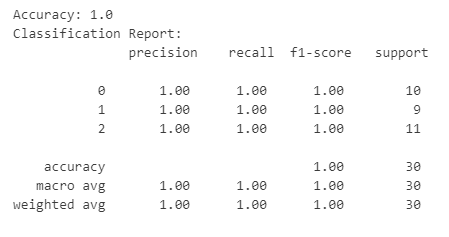 Accuracy: 1.0
Classification Report:
precision recall f1-score support
0 1.00 1.00 1.00 10
1 1.00 1.00 1.00 9
2 1.00 1.00 1.00 11
accuracy 1.00 30
macro avg 1.00 1.00 1.00 30
weighted avg 1.00 1.00 1.00 30